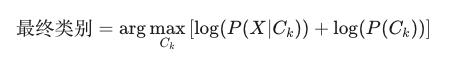 最终类别 = arg max_{C_k} [log(P(X|C_k)) + log(P(C_k))]